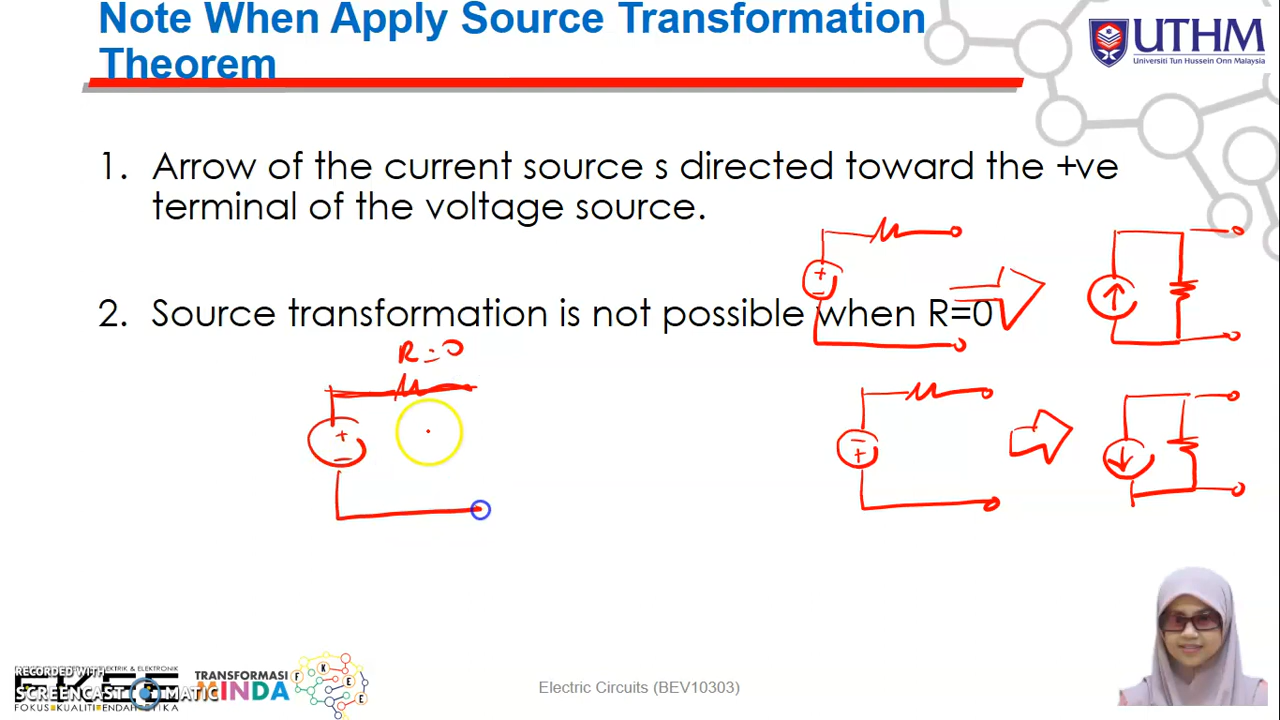 Note When Apply Source Transformation
Theorem
UTHM
Universiti Tun Hussein Onn Malaysia
1. Arrow of the current source s directed toward the +ve
terminal of the voltage source.
2. Source transformation is not possible when R=0
R=0
+
−
+
−
−
+
RECORDED WITH
SCREENCAST MATIC
EKTRIK & ELEKTRONIK
FOKUS KUALITI
TRANSFORMASI
MINDA
F K E E
Electric Circuits (BEV10303)